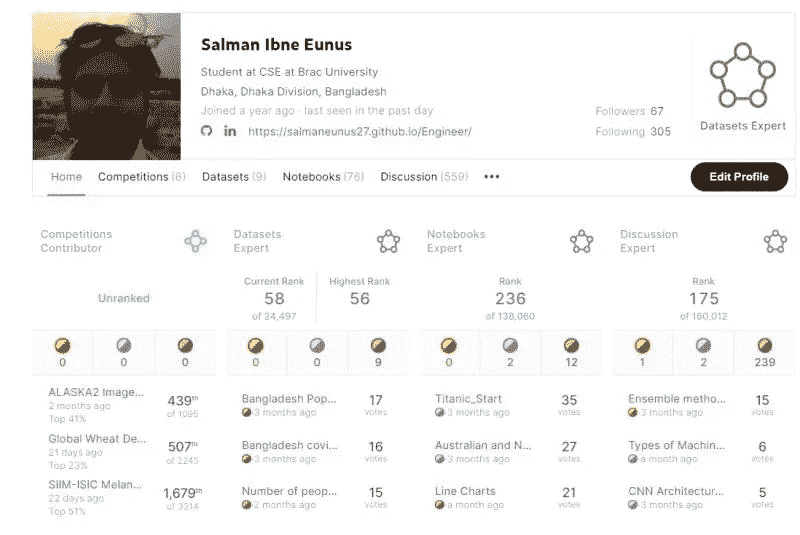 Salman Ibne Eunus
Student at CSE at Brac University
Dhaka, Dhaka Division, Bangladesh
Joined a year ago · last seen in the past day
in https://salmaneunus27.github.io/Engineer/
Followers 67
Following 305
Datasets Expert
Home Competitions (6) Datasets (9) Notebooks (76) Discussion (559) •••
Edit Profile
Competitions
Contributor
Unranked
0 0 0
ALASKA2 Image... 439th
2 months ago of 1095
Top 41%
Global Wheat De... 507th
21 days ago of 2245
Top 23%
SIIM-ISIC Melan... 1,679th
22 days ago of 3314
Top 51%
Datasets
Expert
Current Rank Highest Rank
58 56
of 24,497
0 0 9
Bangladesh Pop... 17
3 months ago votes
Bangladesh covi... 16
3 months ago votes
Number of peop... 15
2 months ago votes
Notebooks
Expert
Rank
236
of 138,060
0 2 12
Titanic_Start 35
3 months ago votes
Australian and N... 27
3 months ago votes
Line Charts 21
a month ago votes
Discussion
Expert
Rank
175
of 160,012
1 2 239
Ensemble metho... 15
3 months ago votes
Types of Machin... 6
a month ago votes
CNN Architectur... 5
3 months ago votes